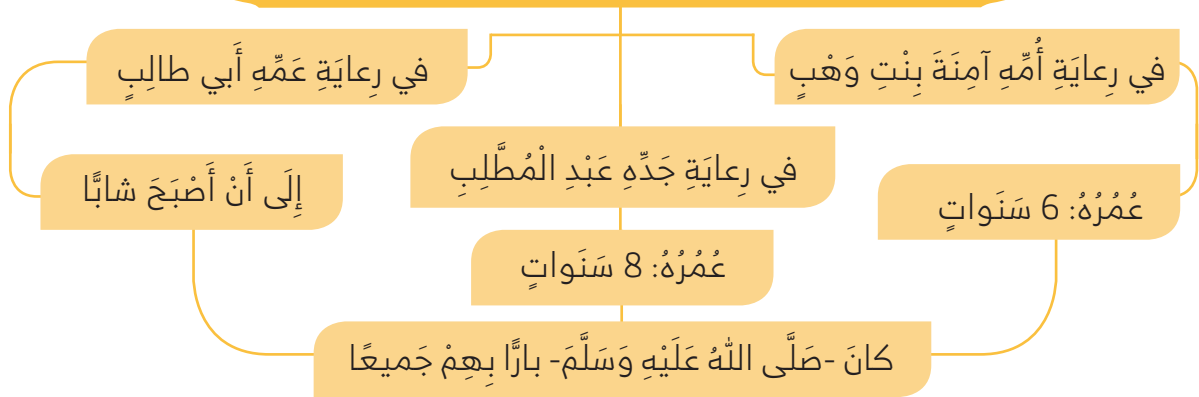 في رِعايَةِ أُمِّهِ آمِنَةَ بِنْتِ وَهْبٍ
في رِعايَةِ عَمِّهِ أَبي طالِبٍ
في رِعايَةِ جَدِّهِ عَبْدِ الْمُطَّلِبِ
عُمُرُهُ: 6 سَنَواتٍ
إِلَى أَنْ أَصْبَحَ شابًّا
عُمُرُهُ: 8 سَنَواتٍ
كانَ -صَلَّى اللهُ عَلَيْهِ وَسَلَّمَ- بارًّا بِهِمْ جَميعًا